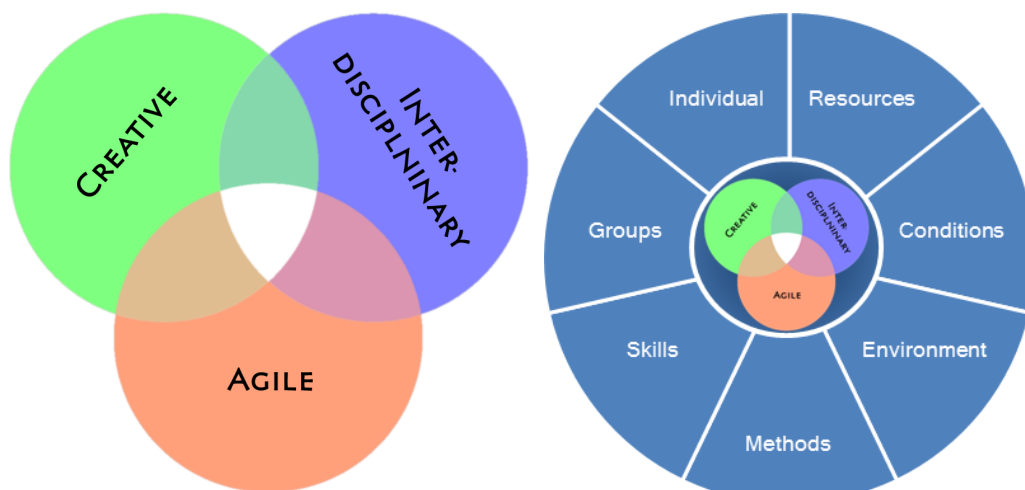 CREATIVE
INTER-
DISCIPLNINARY
AGILE
Individual
Resources
Groups
Conditions
CREATIVE
INTER-
DISCIPLNINARY
AGILE
Skills
Environment
Methods